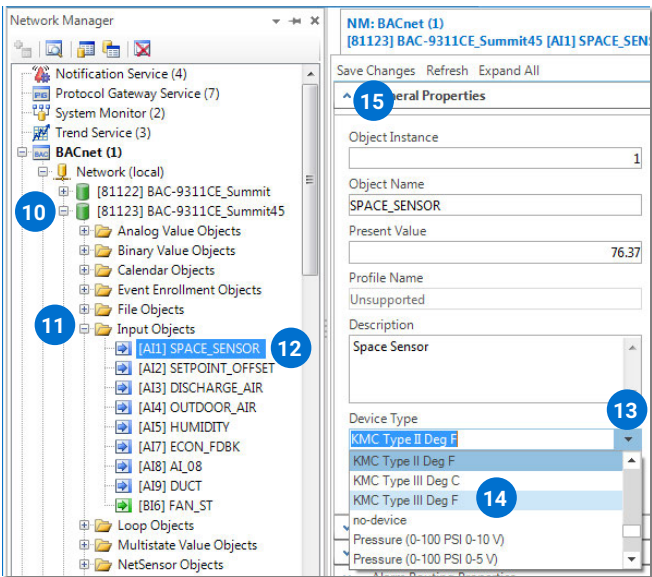 Network Manager
Notification Service (4)
PG Protocol Gateway Service (7)
System Monitor (2)
Trend Service (3)
BAC BACnet (1)
Network (local)
[81122] BAC-9311CE_Summit
10 [81123] BAC-9311CE_Summit45
Analog Value Objects
Binary Value Objects
Calendar Objects
Event Enrollment Objects
File Objects
11 Input Objects
[AI1] SPACE_SENSOR 12
[AI2] SETPOINT_OFFSET
[AI3] DISCHARGE_AIR
[AI4] OUTDOOR_AIR
[AI5] HUMIDITY
[AI7] ECON_FDBK
[AI8] AI_08
[AI9] DUCT
[BI6] FAN_ST
Loop Objects
Multistate Value Objects
NetSensor Objects
NM: BACnet (1)
[81123] BAC-9311CE_Summit45 [AI1] SPACE_SEN
Save Changes Refresh Expand All
15 eneral Properties
Object Instance
1
Object Name
SPACE_SENSOR
Present Value
76.37
Profile Name
Unsupported
Description
Space Sensor
Device Type
13
KMC Type II Deg F
KMC Type II Deg F
KMC Type III Deg C
KMC Type III Deg F 14
no-device
Pressure (0-100 PSI 0-10 V)
Pressure (0-100 PSI 0-5 V)